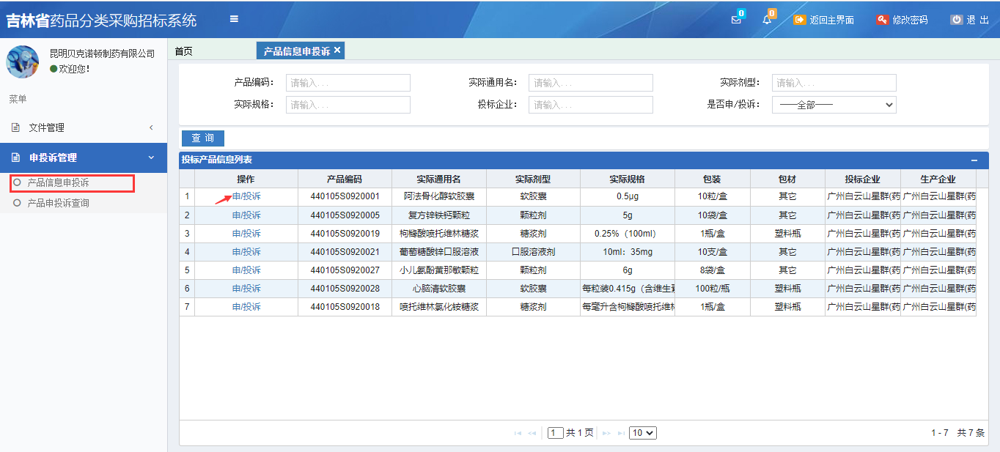 吉林省药品分类采购招标系统
0
0
返回主界面
修改密码
退 出
昆明贝克诺顿制药有限公司
欢迎您!
菜单
文件管理
申投诉管理
产品信息申投诉
产品申投诉查询
首页
产品信息申投诉 ×
产品编码: 请输入...
实际通用名: 请输入...
实际剂型: 请输入...
实际规格: 请输入...
投标企业: 请输入...
是否申/投诉: ——全部——
查 询
投标产品信息列表
操作 产品编码 实际通用名 实际剂型 实际规格 包装 包材 投标企业 生产企业
1 申/投诉 440105S0920001 阿法骨化醇软胶囊 软胶囊 0.5μg 10粒/盒 其它 广州白云山星群(药 广州白云山星群(药
2 申/投诉 440105S0920005 复方锌铁钙颗粒 颗粒剂 5g 10袋/盒 其它 广州白云山星群(药 广州白云山星群(药
3 申/投诉 440105S0920019 枸橼酸喷托维林糖浆 糖浆剂 0.25%（100ml） 1瓶/盒 塑料瓶 广州白云山星群(药 广州白云山星群(药
4 申/投诉 440105S0920021 葡萄糖酸锌口服溶液 口服溶液剂 10ml：35mg 10支/盒 其它 广州白云山星群(药 广州白云山星群(药
5 申/投诉 440105S0920027 小儿氨酚黄那敏颗粒 颗粒剂 6g 8袋/盒 其它 广州白云山星群(药 广州白云山星群(药
6 申/投诉 440105S0920028 心脑清软胶囊 软胶囊 每粒装0.415g（含维生素 100粒/瓶 塑料瓶 广州白云山星群(药 广州白云山星群(药
7 申/投诉 440105S0920018 喷托维林氯化铵糖浆 糖浆剂 每毫升含枸橼酸喷托维林 1瓶/盒 塑料瓶 广州白云山星群(药 广州白云山星群(药
1 共 1 页 10
1 - 7 共 7 条